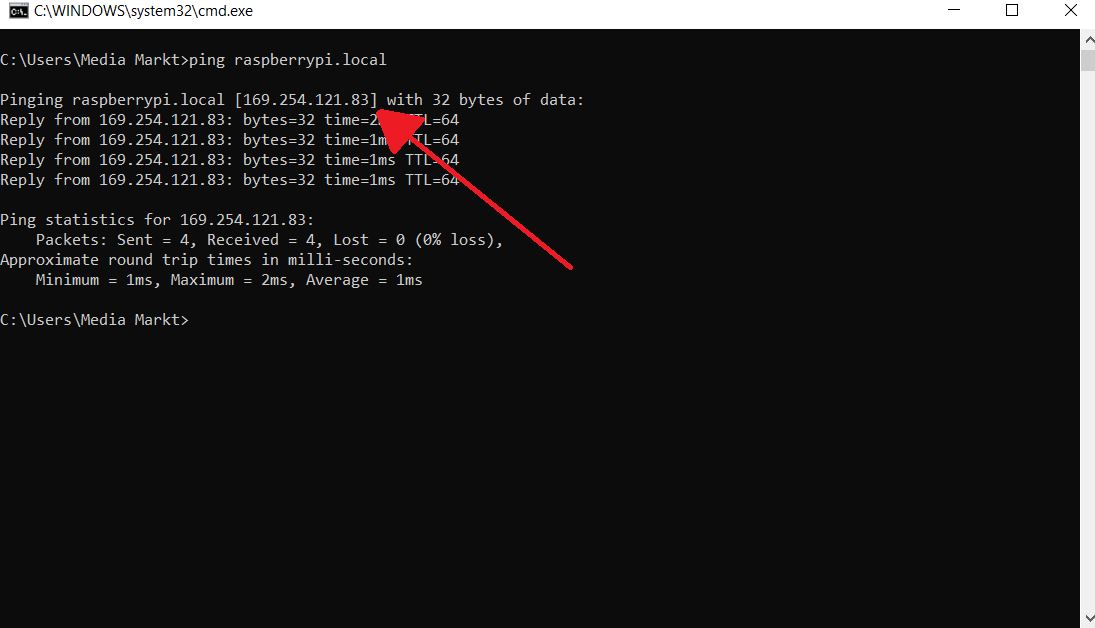 C:\WINDOWS\system32\cmd.exe
C:\Users\Media Markt>ping raspberrypi.local
Pinging raspberrypi.local [169.254.121.83] with 32 bytes of data:
Reply from 169.254.121.83: bytes=32 time=2 TL=64
Reply from 169.254.121.83: bytes=32 time=1m TTL=64
Reply from 169.254.121.83: bytes=32 time=1ms TTL=64
Reply from 169.254.121.83: bytes=32 time=1ms TTL=64
Ping statistics for 169.254.121.83:
Packets: Sent = 4, Received = 4, Lost = 0 (0% loss),
Approximate round trip times in milli-seconds:
Minimum = 1ms, Maximum = 2ms, Average = 1ms
C:\Users\Media Markt>